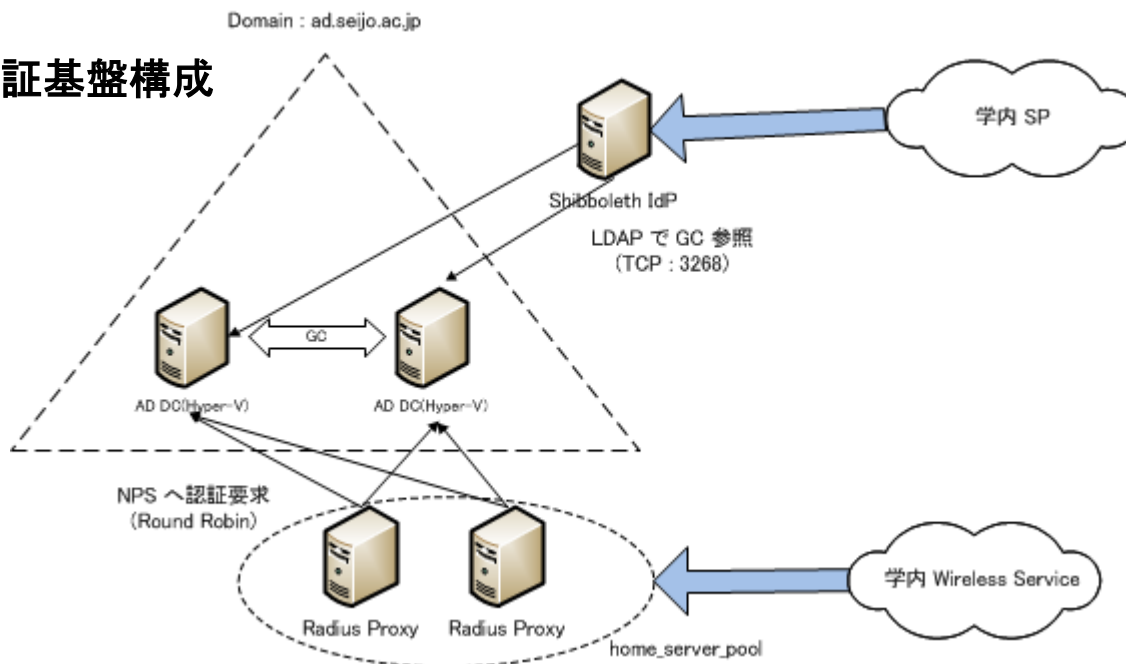 Domain : ad.seijo.ac.jp
証基盤構成
学内 SP
Shibboleth IdP
LDAP で GC 参照
(TCP : 3268)
GC
AD DC(Hyper-V)
AD DC(Hyper-V)
NPS へ認証要求
(Round Robin)
学内 Wireless Service
Radius Proxy
Radius Proxy
home_server_pool